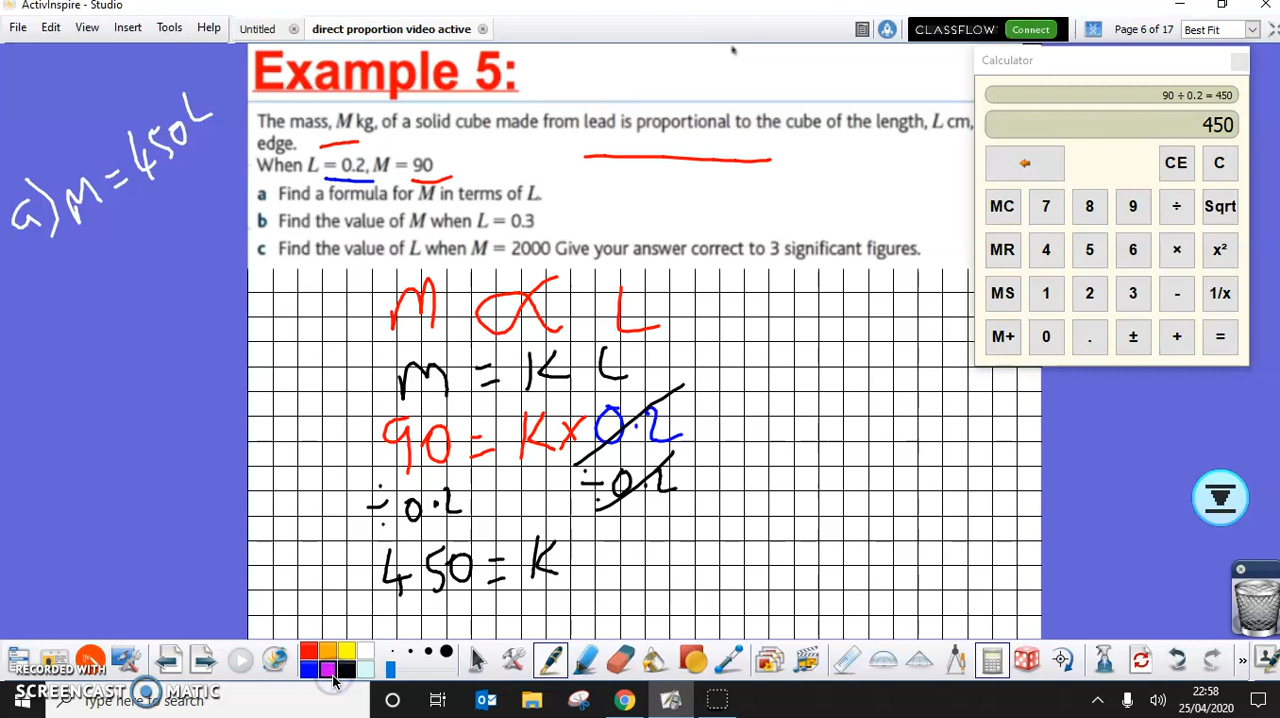 ActivInspire - Studio
File Edit View Insert Tools Help
Untitled direct proportion video active CLASSFLOW Connect Page 6 of 17 Best Fit
Example 5:
The mass, M kg, of a solid cube made from lead is proportional to the cube of the length, L cm,
edge.
When L = 0.2, M = 90
a Find a formula for M in terms of L.
b Find the value of M when L = 0.3
c Find the value of L when M = 2000 Give your answer correct to 3 significant figures.
a) M = 450L
M ∝ L
M = K L
90 = K × 0.2
÷0.2 ÷0.2
450 = K
Calculator
90 ÷ 0.2 = 450
450
CE C
MC 7 8 9 ÷ Sqrt
MR 4 5 6 × x²
MS 1 2 3 - 1/x
M+ 0 . ± + =
RECORDED WITH
SCREENCAST MATIC
Type here to search
22:58
25/04/2020